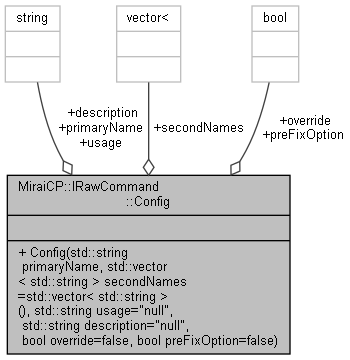 string
vector<
bool
+description
+primaryName
+usage
+secondNames
+override
+preFixOption
MiraiCP::IRawCommand
::Config
+ Config(std::string
primaryName, std::vector
< std::string > secondNames
=std::vector< std::string >
(), std::string usage="null",
std::string description="null",
bool override=false, bool preFixOption=false)